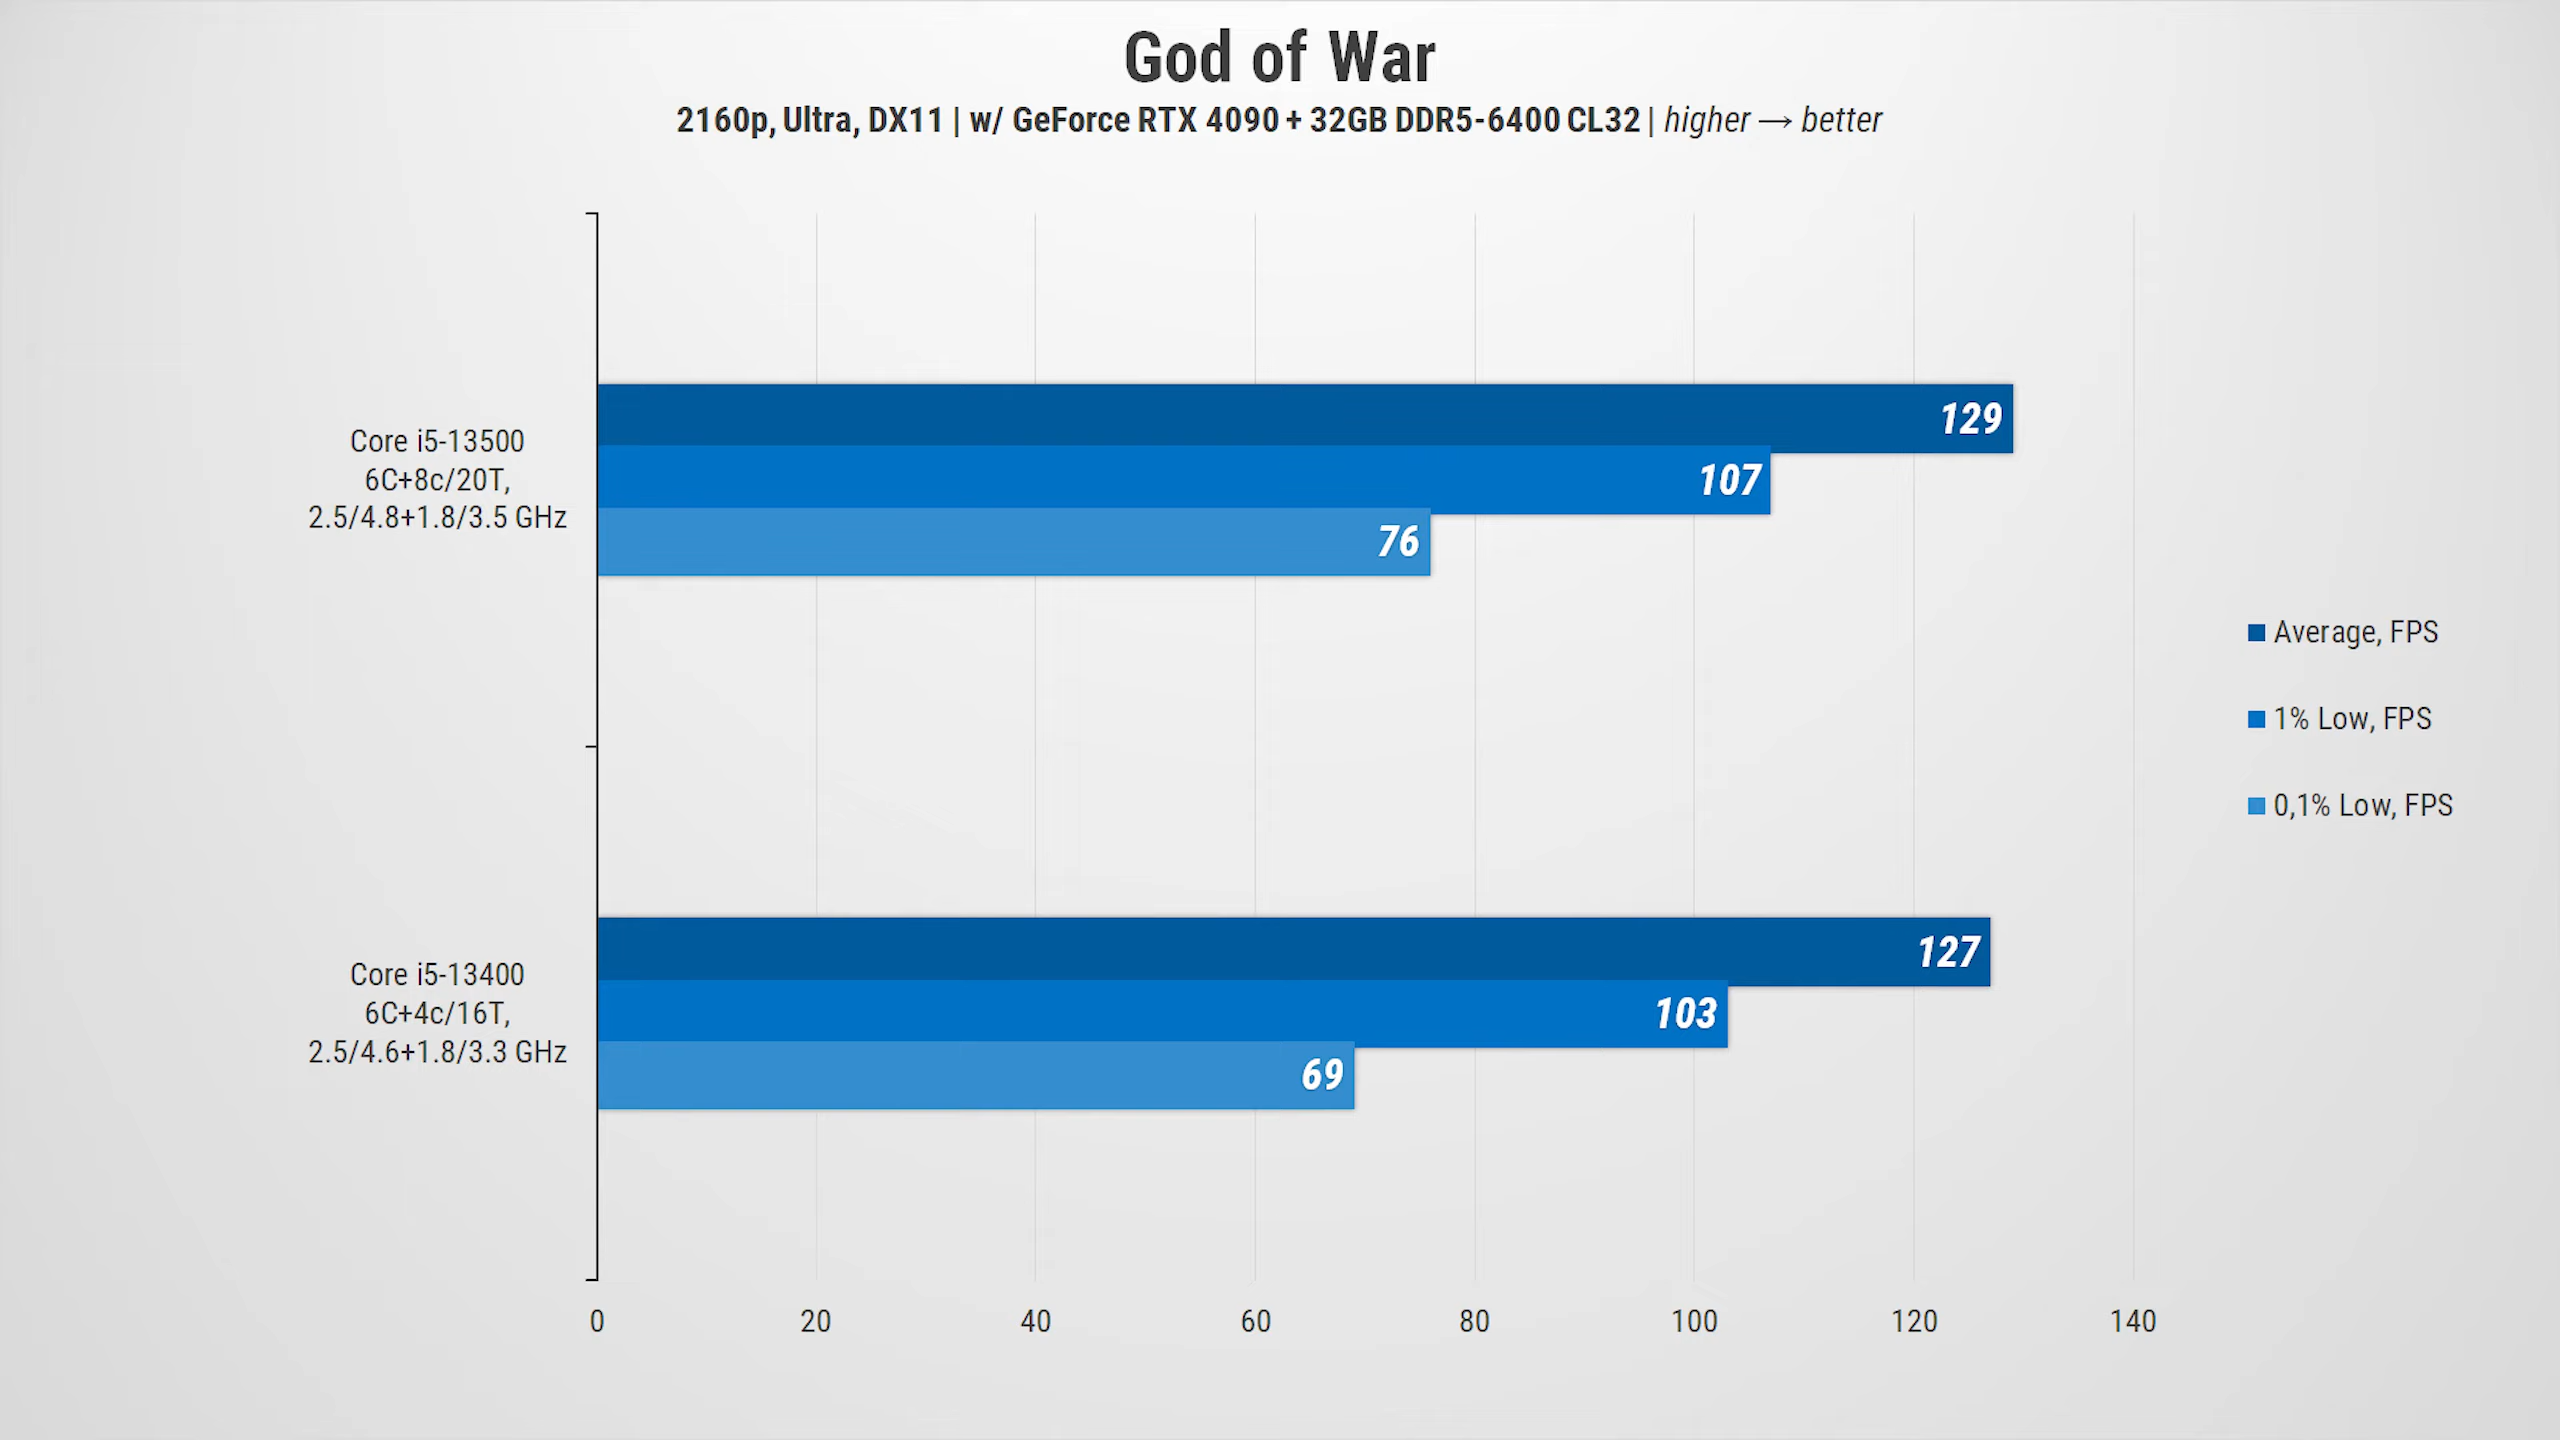 God of War
2160p, Ultra, DX11 | w/ GeForce RTX 4090 + 32GB DDR5-6400 CL32 | higher → better
Core i5-13500
6C+8c/20T,
2.5/4.8+1.8/3.5 GHz
129
107
76
Average, FPS
1% Low, FPS
0,1% Low, FPS
Core i5-13400
6C+4c/16T,
2.5/4.6+1.8/3.3 GHz
127
103
69
0 20 40 60 80 100 120 140